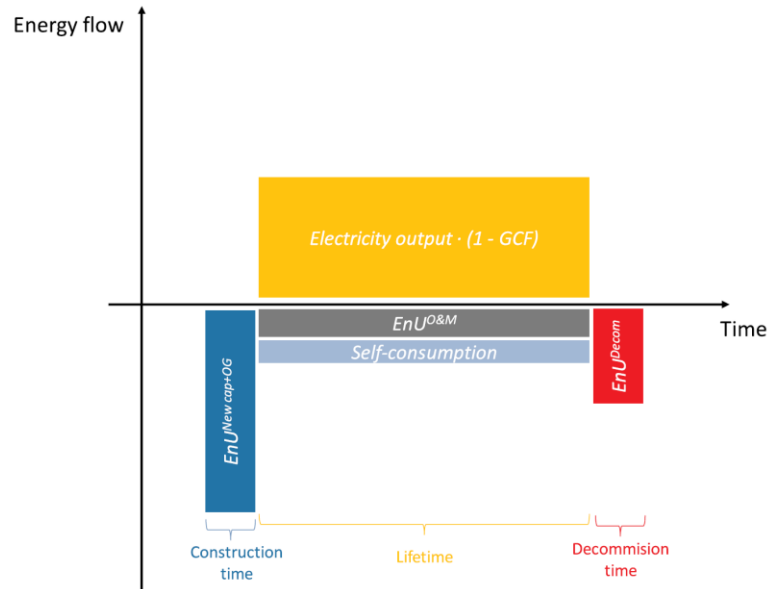 Energy flow
Electricity output · (1 - GCF)
Time
EnU^O&M
Self-consumption
EnU^New cap+OG
EnU^Decom
Construction
time
Lifetime
Decommision
time